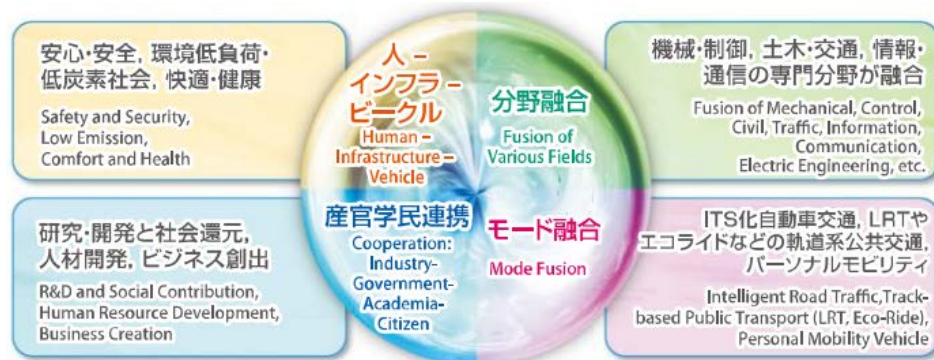 安心・安全, 環境低負荷・
低炭素社会, 快適・健康
Safety and Security,
Low Emission,
Comfort and Health
人 –
インフラ –
ビークル
Human –
Infrastructure –
Vehicle
分野融合
Fusion of
Various Fields
機械・制御, 土木・交通, 情報・
通信の専門分野が融合
Fusion of Mechanical, Control,
Civil, Traffic, Information,
Communication,
Electric Engineering, etc.
研究・開発と社会還元,
人材開発, ビジネス創出
R&D and Social Contribution,
Human Resource Development,
Business Creation
産官学民連携
Cooperation:
Industry-
Government-
Academia-
Citizen
モード融合
Mode Fusion
ITS化自動車交通, LRTや
エコライドなどの軌道系公共交通,
パーソナルモビリティ
Intelligent Road Traffic,Track-
based Public Transport (LRT, Eco-Ride),
Personal Mobility Vehicle